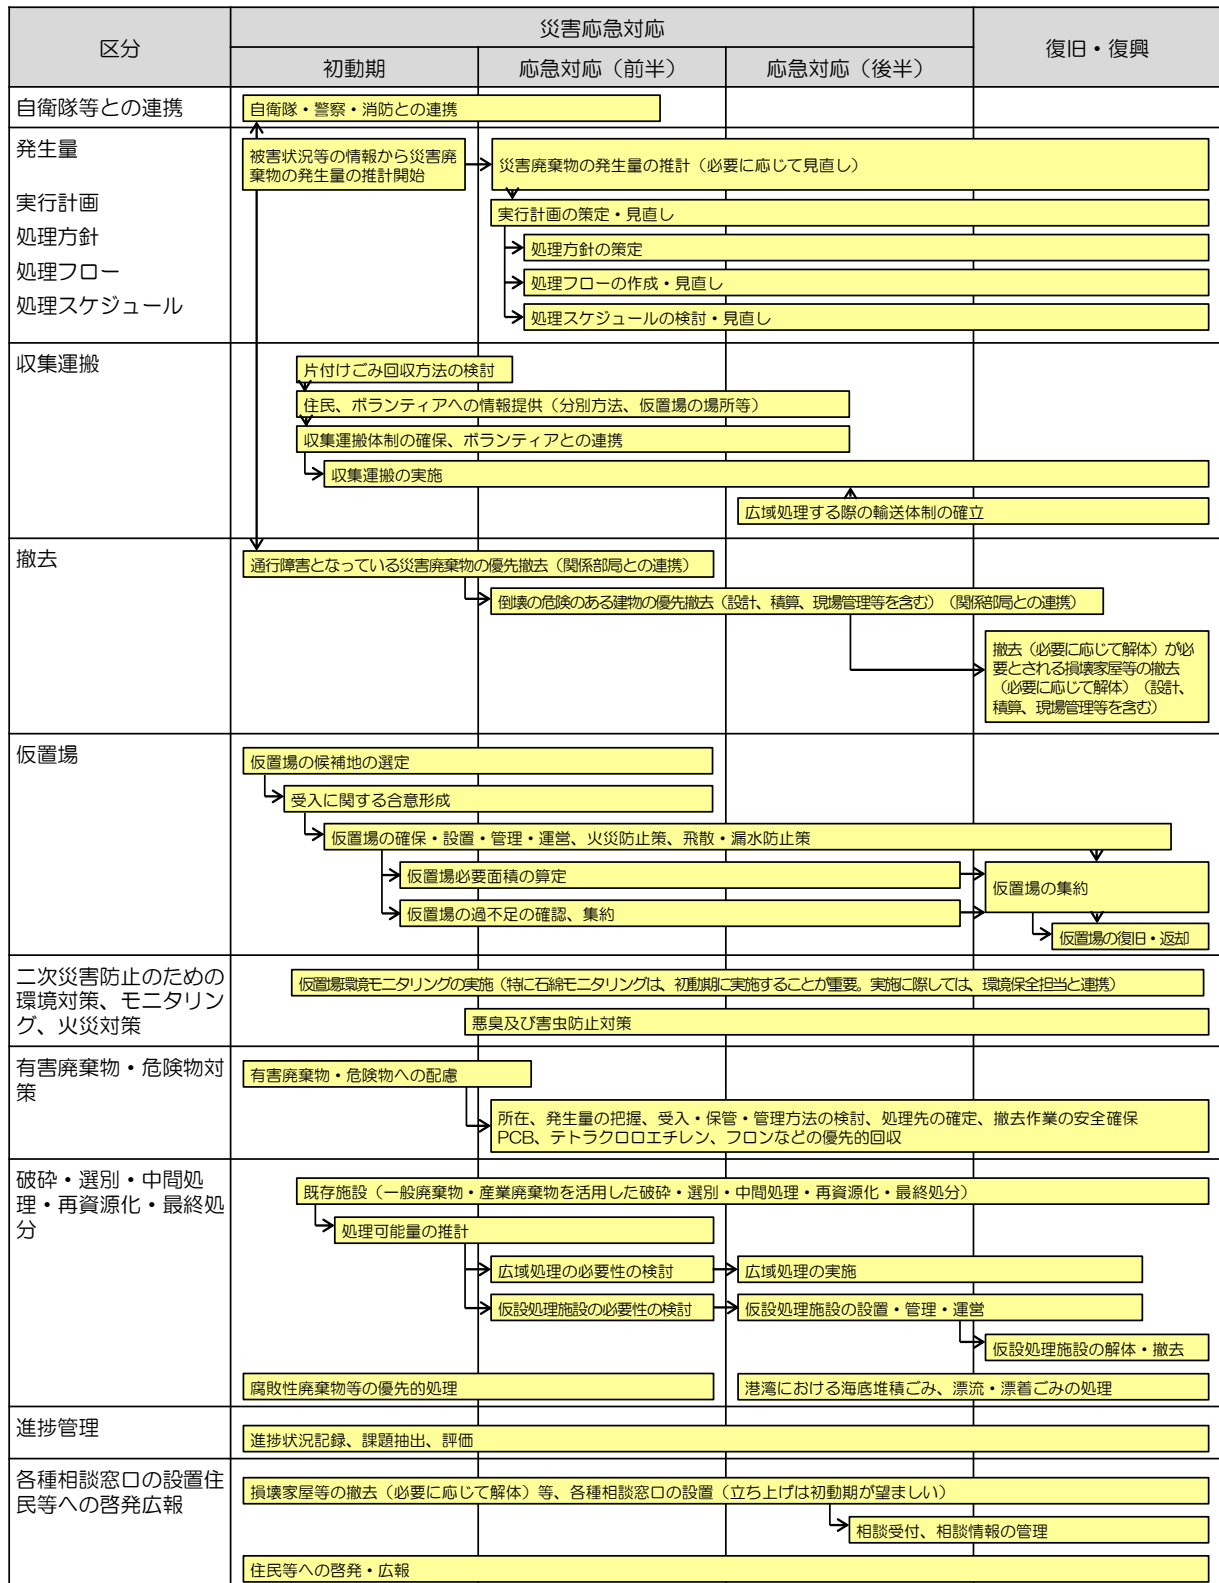 区分
災害応急対応
復旧・復興
初動期
応急対応（前半）
応急対応（後半）
自衛隊等との連携
自衛隊・警察・消防との連携
発生量
被害状況等の情報から災害廃
棄物の発生量の推計開始
災害廃棄物の発生量の推計（必要に応じて見直し）
実行計画
実行計画の策定・見直し
処理方針
処理方針の策定
処理フロー
処理フローの作成・見直し
処理スケジュール
処理スケジュールの検討・見直し
収集運搬
片付けごみ回収方法の検討
住民、ボランティアへの情報提供（分別方法、仮置場の場所等）
収集運搬体制の確保、ボランティアとの連携
収集運搬の実施
広域処理する際の輸送体制の確立
撤去
通行障害となっている災害廃棄物の優先撤去（関係部局との連携）
倒壊の危険のある建物の優先撤去（設計、積算、現場管理等を含む）（関係部局との連携）
撤去（必要に応じて解体）が必
要とされる損壊家屋等の撤去
（必要に応じて解体）（設計、
積算、現場管理等を含む）
仮置場
仮置場の候補地の選定
受入に関する合意形成
仮置場の確保・設置・管理・運営、火災防止策、飛散・漏水防止策
仮置場必要面積の算定
仮置場の集約
仮置場の過不足の確認、集約
仮置場の復旧・返却
二次災害防止のための
環境対策、モニタリン
グ、火災対策
仮置場環境モニタリングの実施（特に石綿モニタリングは、初動期に実施することが重要。実施に際しては、環境保全担当と連携）
悪臭及び害虫防止対策
有害廃棄物・危険物対
策
有害廃棄物・危険物への配慮
所在、発生量の把握、受入・保管・管理方法の検討、処理先の確定、撤去作業の安全確保
PCB、テトラクロロエチレン、フロンなどの優先的回収
破砕・選別・中間処
理・再資源化・最終処
分
既存施設（一般廃棄物・産業廃棄物を活用した破砕・選別・中間処理・再資源化・最終処分）
処理可能量の推計
広域処理の必要性の検討
広域処理の実施
仮設処理施設の必要性の検討
仮設処理施設の設置・管理・運営
仮設処理施設の解体・撤去
腐敗性廃棄物等の優先的処理
港湾における海底堆積ごみ、漂流・漂着ごみの処理
進捗管理
進捗状況記録、課題抽出、評価
各種相談窓口の設置住
民等への啓発広報
損壊家屋等の撤去（必要に応じて解体）等、各種相談窓口の設置（立ち上げは初動期が望ましい）
相談受付、相談情報の管理
住民等への啓発・広報